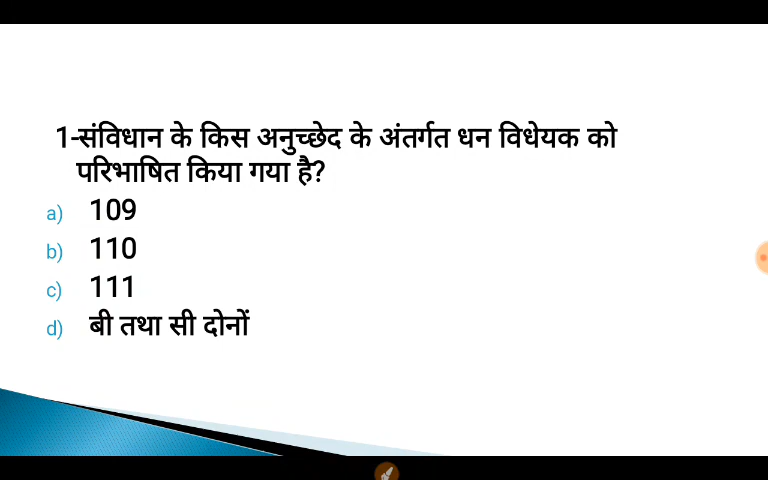 1-संविधान के किस अनुच्छेद के अंतर्गत धन विधेयक को
परिभाषित किया गया है?
a) 109
b) 110
c) 111
d) बी तथा सी दोनों